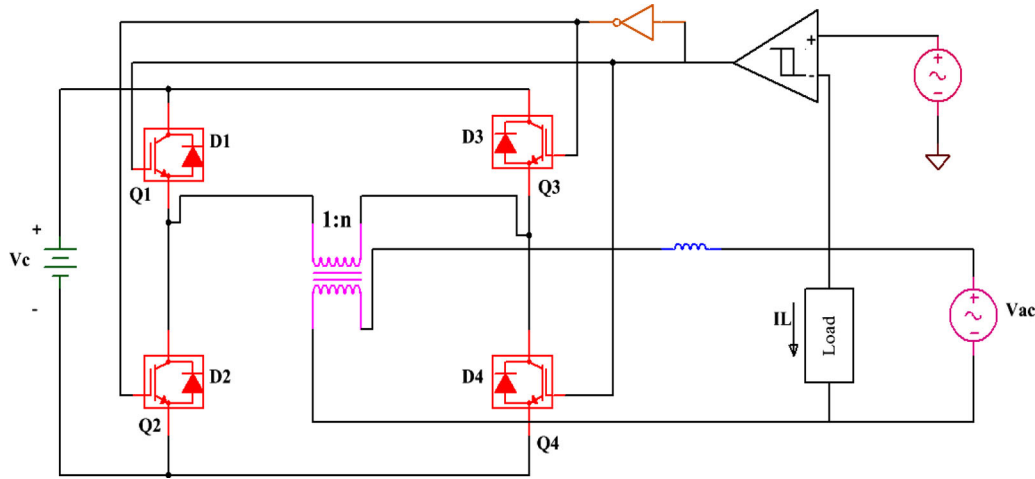 +
-
+
~
-
D1
D3
Q1
Q3
1:n
+
Vc
-
IL
Load
+
~
-
Vac
D2
D4
Q2
Q4